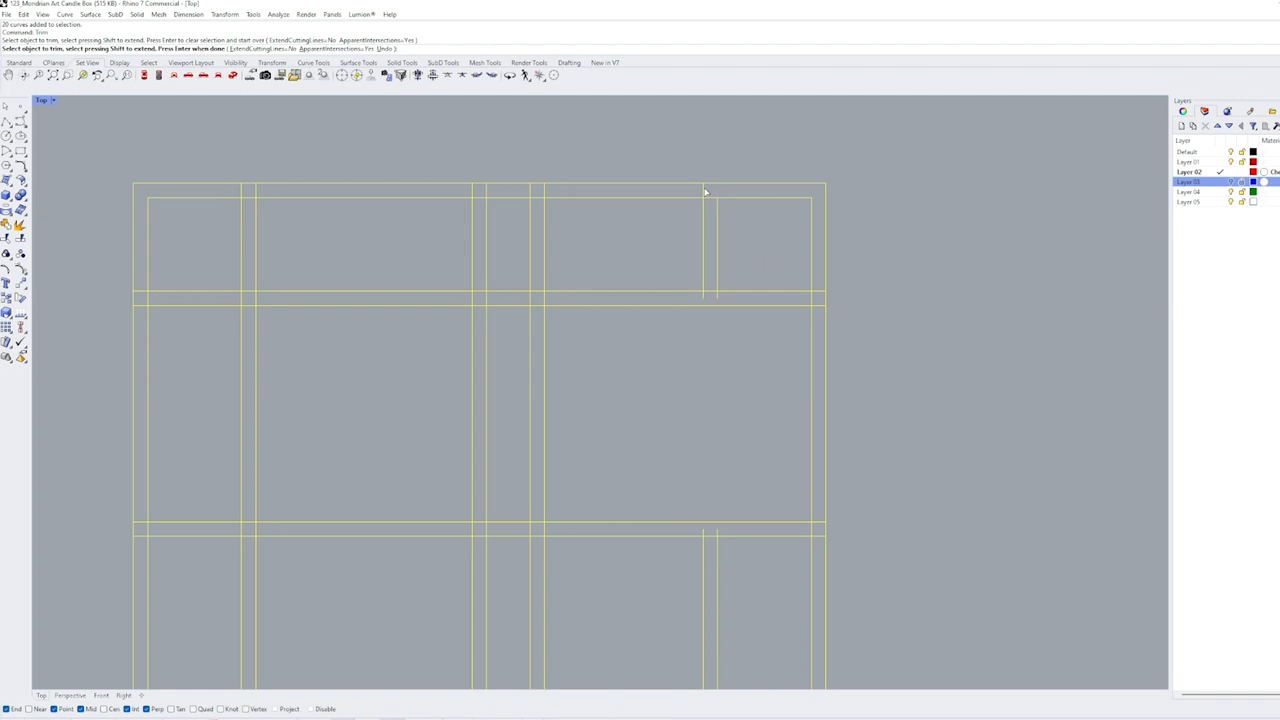 123_Mondrian Art Candle Box (515 KB) - Rhino 7 Commercial - [Top]
File Edit View Curve Surface SubD Solid Mesh Dimension Transform Tools Analyze Render Panels Lumion® Help
20 curves added to selection.
Command: Trim
Select object to trim, select pressing Shift to extend. Press Enter to clear selection and start over ( ExtendCuttingLines=No ApparentIntersections=Yes )
Select object to trim, select pressing Shift to extend. Press Enter when done ( ExtendCuttingLines=No ApparentIntersections=Yes Undo ):
Standard CPlanes Set View Display Select Viewport Layout Visibility Transform Curve Tools Surface Tools Solid Tools SubD Tools Mesh Tools Render Tools Drafting New in V7
Top
Layers
Layer
Default
Layer 01
Layer 02
Layer 03
Layer 04
Layer 05
Top Perspective Front Right
End Near Point Mid Cen Int Perp Tan Quad Knot Vertex Project Disable